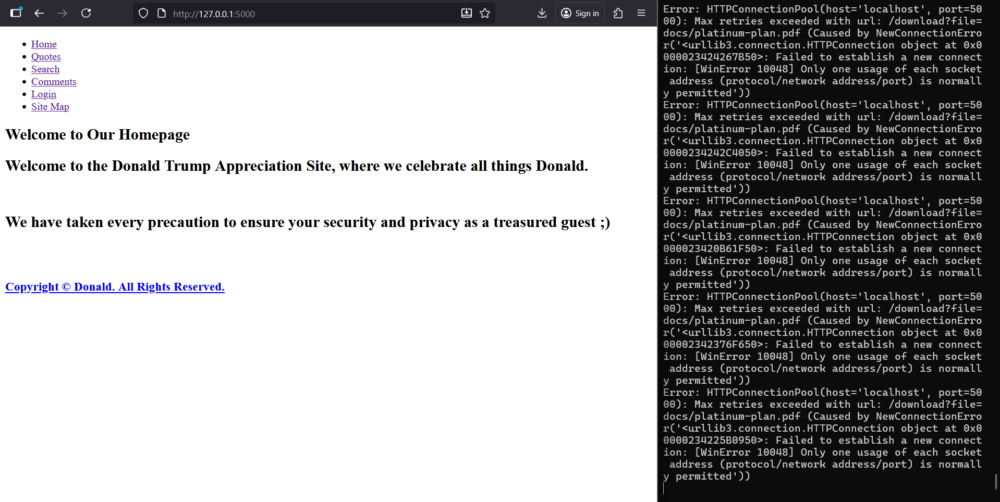 http://127.0.0.1:5000
Sign in
Home
Quotes
Search
Comments
Login
Site Map
Welcome to Our Homepage
Welcome to the Donald Trump Appreciation Site, where we celebrate all things Donald.
We have taken every precaution to ensure your security and privacy as a treasured guest ;)
Copyright © Donald. All Rights Reserved.
Error: HTTPConnectionPool(host='localhost', port=50
00): Max retries exceeded with url: /download?file=
docs/platinum-plan.pdf (Caused by NewConnectionErro
r('<urllib3.connection.HTTPConnection object at 0x0
000023424267B50>: Failed to establish a new connect
ion: [WinError 10048] Only one usage of each socket
 address (protocol/network address/port) is normall
y permitted'))
Error: HTTPConnectionPool(host='localhost', port=50
00): Max retries exceeded with url: /download?file=
docs/platinum-plan.pdf (Caused by NewConnectionErro
r('<urllib3.connection.HTTPConnection object at 0x0
0000234242C4050>: Failed to establish a new connect
ion: [WinError 10048] Only one usage of each socket
 address (protocol/network address/port) is normall
y permitted'))
Error: HTTPConnectionPool(host='localhost', port=50
00): Max retries exceeded with url: /download?file=
docs/platinum-plan.pdf (Caused by NewConnectionErro
r('<urllib3.connection.HTTPConnection object at 0x0
000023420B61F50>: Failed to establish a new connect
ion: [WinError 10048] Only one usage of each socket
 address (protocol/network address/port) is normall
y permitted'))
Error: HTTPConnectionPool(host='localhost', port=50
00): Max retries exceeded with url: /download?file=
docs/platinum-plan.pdf (Caused by NewConnectionErro
r('<urllib3.connection.HTTPConnection object at 0x0
00002342376F650>: Failed to establish a new connect
ion: [WinError 10048] Only one usage of each socket
 address (protocol/network address/port) is normall
y permitted'))
Error: HTTPConnectionPool(host='localhost', port=50
00): Max retries exceeded with url: /download?file=
docs/platinum-plan.pdf (Caused by NewConnectionErro
r('<urllib3.connection.HTTPConnection object at 0x0
0000234225B0950>: Failed to establish a new connect
ion: [WinError 10048] Only one usage of each socket
 address (protocol/network address/port) is normall
y permitted'))